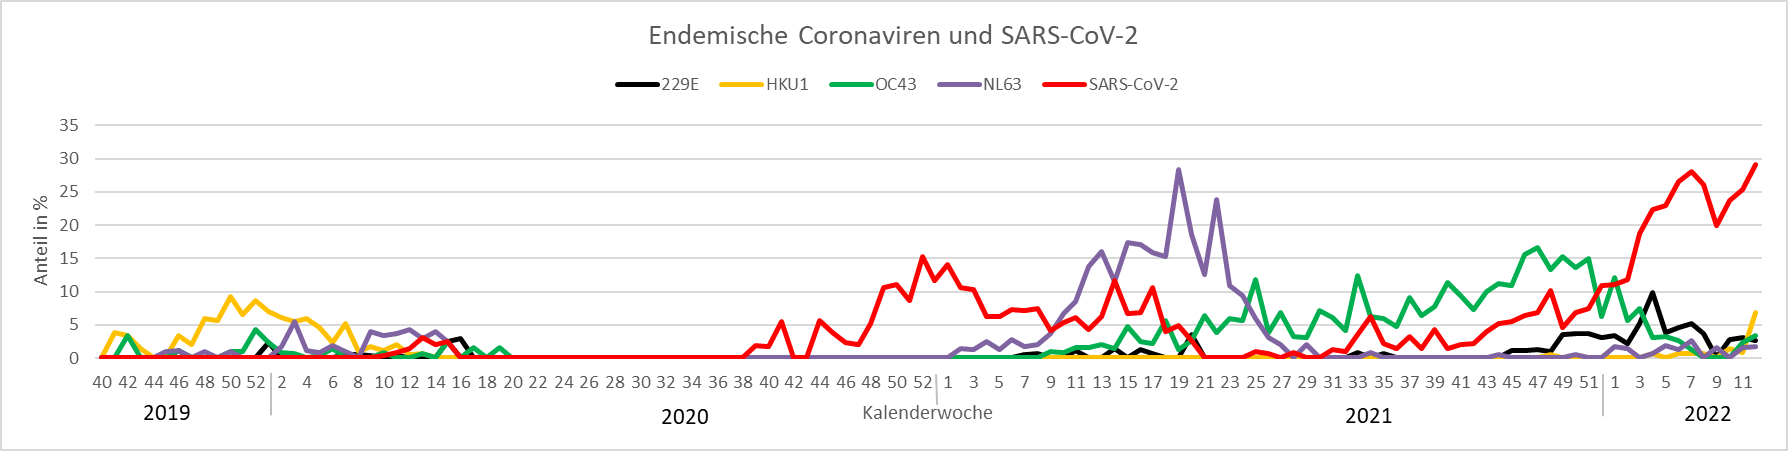 Endemische Coronaviren und SARS-CoV-2
229E HKU1 OC43 NL63 SARS-CoV-2
Anteil in %
35
30
25
20
15
10
5
0
40 42 44 46 48 50 52 2 4 6 8 10 12 14 16 18 20 22 24 26 28 30 32 34 36 38 40 42 44 46 48 50 52 1 3 5 7 9 11 13 15 17 19 21 23 25 27 29 31 33 35 37 39 41 43 45 47 49 51 1 3 5 7 9 11
2019 2020 Kalenderwoche 2021 2022